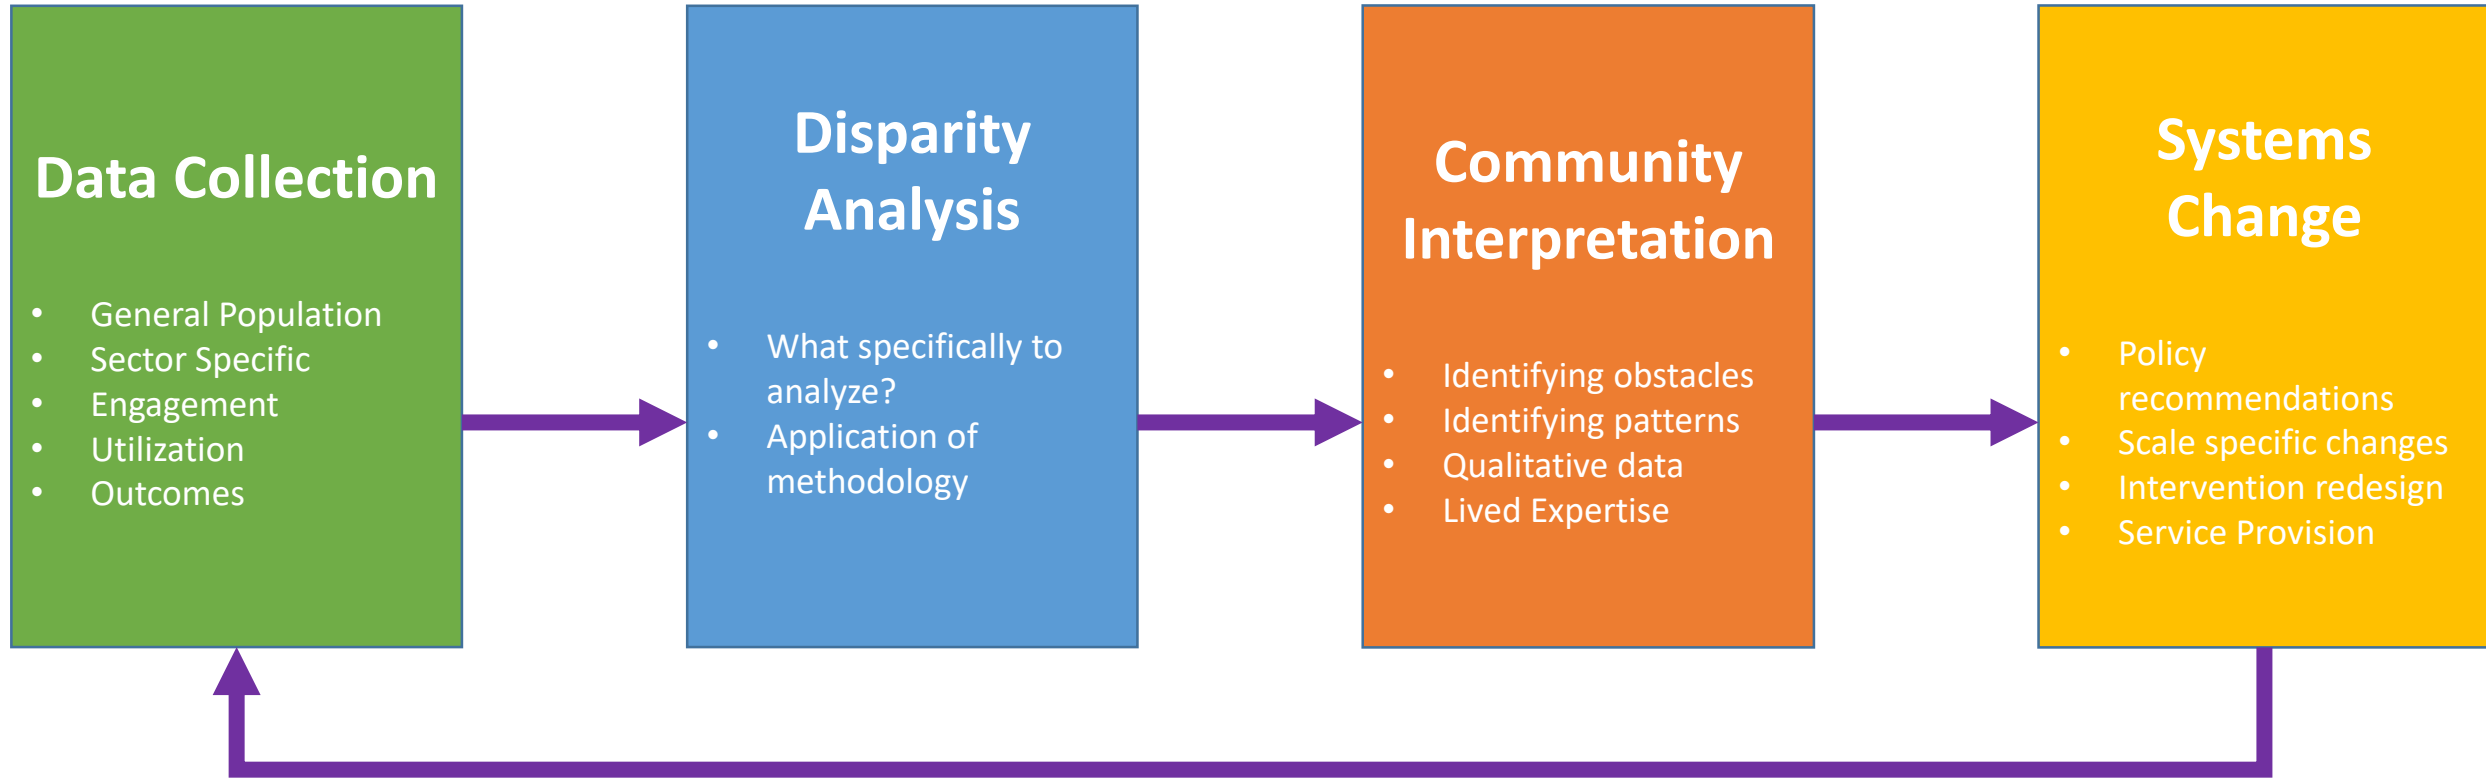 Data Collection
• General Population
• Sector Specific
• Engagement
• Utilization
• Outcomes
Disparity
Analysis
• What specifically to
analyze?
• Application of
methodology
Community
Interpretation
• Identifying obstacles
• Identifying patterns
• Qualitative data
• Lived Expertise
Systems
Change
• Policy
recommendations
• Scale specific changes
• Intervention redesign
• Service Provision